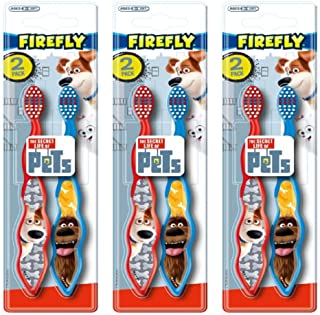 FIREFLY
2
PACK
THE SECRET
LIFE OF
PETS
FIREFLY
2
PACK
THE SECRET
LIFE OF
PETS
FIREFLY
2
PACK
THE SECRET
LIFE OF
PETS